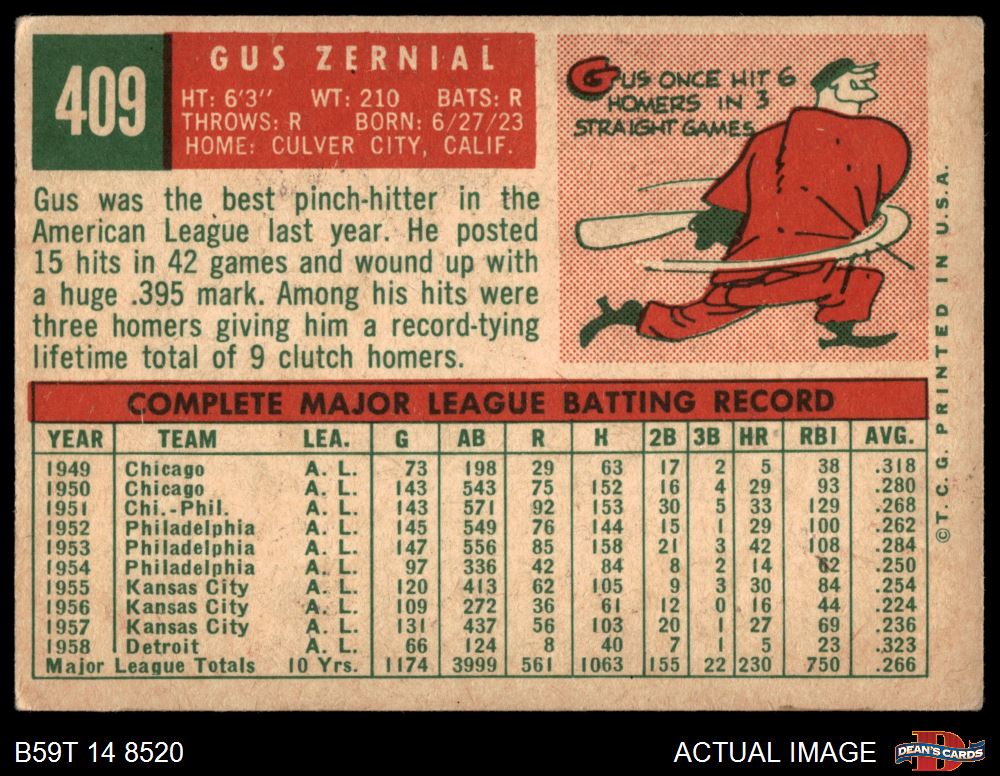 409
GUS ZERNIAL
HT: 6'3" WT: 210 BATS: R
THROWS: R BORN: 6/27/23
HOME: CULVER CITY, CALIF.
GUS ONCE HIT 6
HOMERS IN 3
STRAIGHT GAMES
Gus was the best pinch-hitter in the
American League last year. He posted
15 hits in 42 games and wound up with
a huge .395 mark. Among his hits were
three homers giving him a record-tying
lifetime total of 9 clutch homers.
COMPLETE MAJOR LEAGUE BATTING RECORD
YEAR TEAM LEA. G AB R H 2B 3B HR RBI AVG.
1949 Chicago A. L. 73 198 29 63 17 2 5 38 .318
1950 Chicago A. L. 143 543 75 152 16 4 29 93 .280
1951 Chi.-Phil. A. L. 143 571 92 153 30 5 33 129 .268
1952 Philadelphia A. L. 145 549 76 144 15 1 29 100 .262
1953 Philadelphia A. L. 147 556 85 158 21 3 42 108 .284
1954 Philadelphia A. L. 97 336 42 84 8 2 14 62 .250
1955 Kansas City A. L. 120 413 62 105 9 3 30 84 .254
1956 Kansas City A. L. 109 272 36 61 12 0 16 44 .224
1957 Kansas City A. L. 131 437 56 103 20 1 27 69 .236
1958 Detroit A. L. 66 124 8 40 7 1 5 23 .323
Major League Totals 10 Yrs. 1174 3999 561 1063 155 22 230 750 .266
©T. C. G. PRINTED IN U.S.A.
B59T 14 8520
ACTUAL IMAGE
D
DEAN'S CARDS